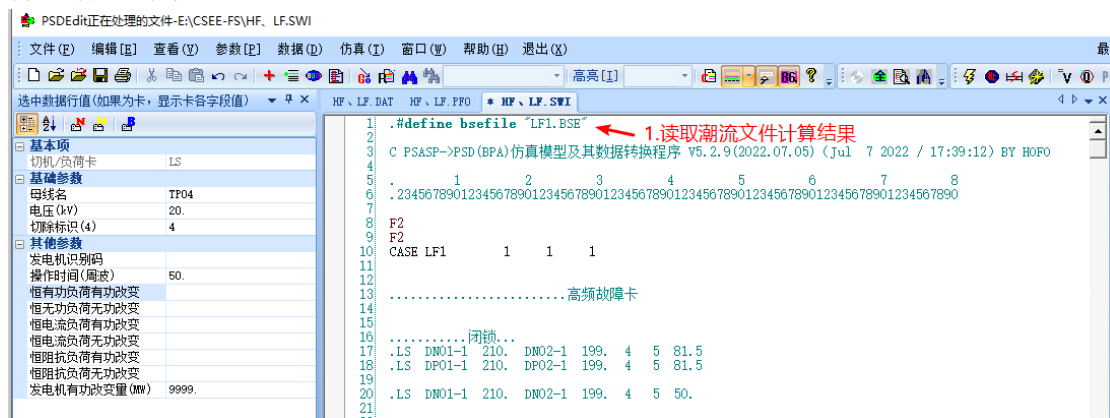 PSDEdit正在处理的文件-E:\CSEE-FS\HF、LF.SWI
文件(F) 编辑[E] 查看(V) 参数[P] 数据(D) 仿真(I) 窗口(W) 帮助(H) 退出(X) 最
高亮[I] 86
选中数据行值(如果为卡，显示卡各字段值)
HF、LF.DAT HF、LF.PFO * HF、LF.SWI
基本项
切机/负荷卡 LS
基础参数
母线名 TP04
电压(kV) 20.
切除标识(4) 4
其他参数
发电机识别码
操作时间(周波) 50.
恒有功负荷有功改变
恒无功负荷无功改变
恒电流负荷有功改变
恒电流负荷无功改变
恒阻抗负荷有功改变
恒阻抗负荷无功改变
发电机有功改变量(MW) 9999.
1 .#define bsefile "LF1.BSE"
1.读取潮流文件计算结果
2
3 C PSASP->PSD(BPA)仿真模型及其数据转换程序 V5.2.9(2022.07.05) (Jul  7 2022 / 17:39:12) BY HOFO
4
5 . 1 2 3 4 5 6 7 8
6 .2345678901234567890123456789012345678901234567890123456789012345678901234567890
7
8 F2
9 F2
10 CASE LF1 1 1 1
11
12
13 .........................高频故障卡
14
15
16 ...........闭锁...
17 .LS DN01-1 210. DN02-1 199. 4 5 81.5
18 .LS DP01-1 210. DP02-1 199. 4 5 81.5
19
20 .LS DN01-1 210. DN02-1 199. 4 5 50.
21